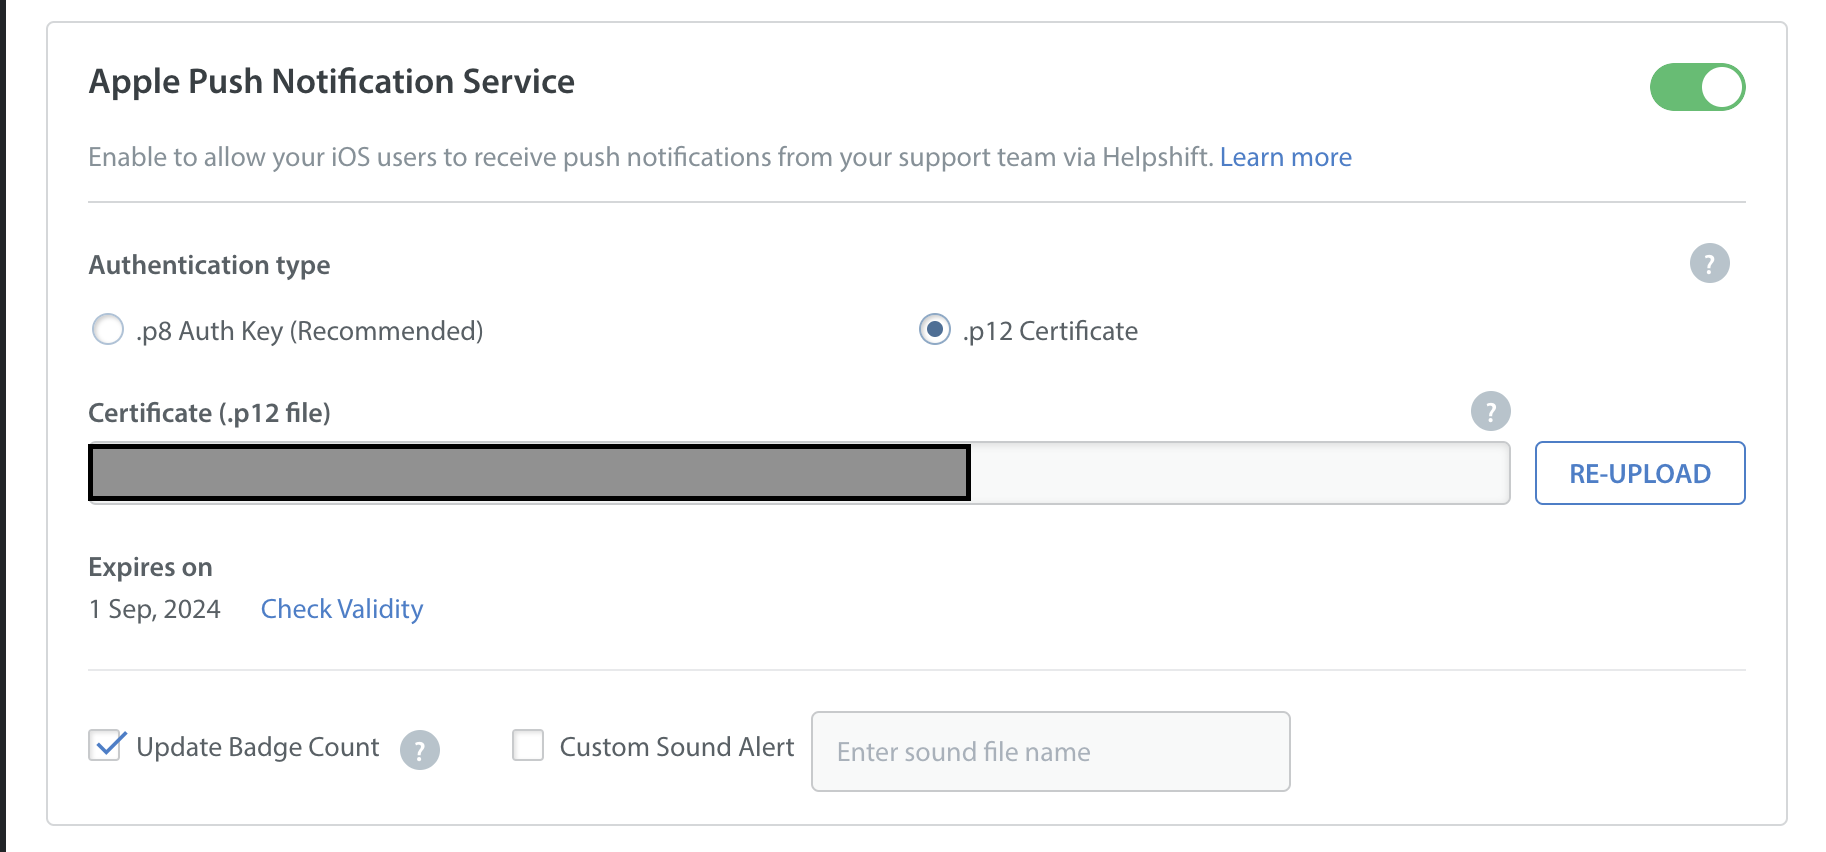 Apple Push Notification Service
Enable to allow your iOS users to receive push notifications from your support team via Helpshift. Learn more
Authentication type
?
.p8 Auth Key (Recommended)
.p12 Certificate
Certificate (.p12 file)
?
RE-UPLOAD
Expires on
1 Sep, 2024 Check Validity
Update Badge Count ? Custom Sound Alert Enter sound file name